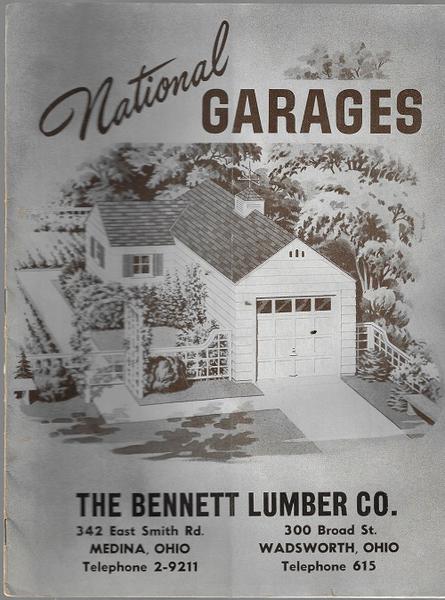 National
GARAGES
THE BENNETT LUMBER CO.
342 East Smith Rd.
MEDINA, OHIO
Telephone 2-9211
300 Broad St.
WADSWORTH, OHIO
Telephone 615